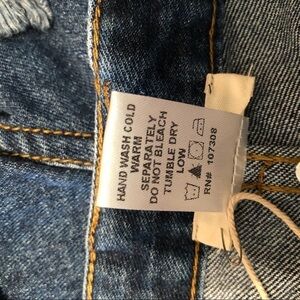 HAND WASH COLD
WARM
SEPARATELY
DO NOT BLEACH
TUMBLE DRY
LOW
RN# 107308